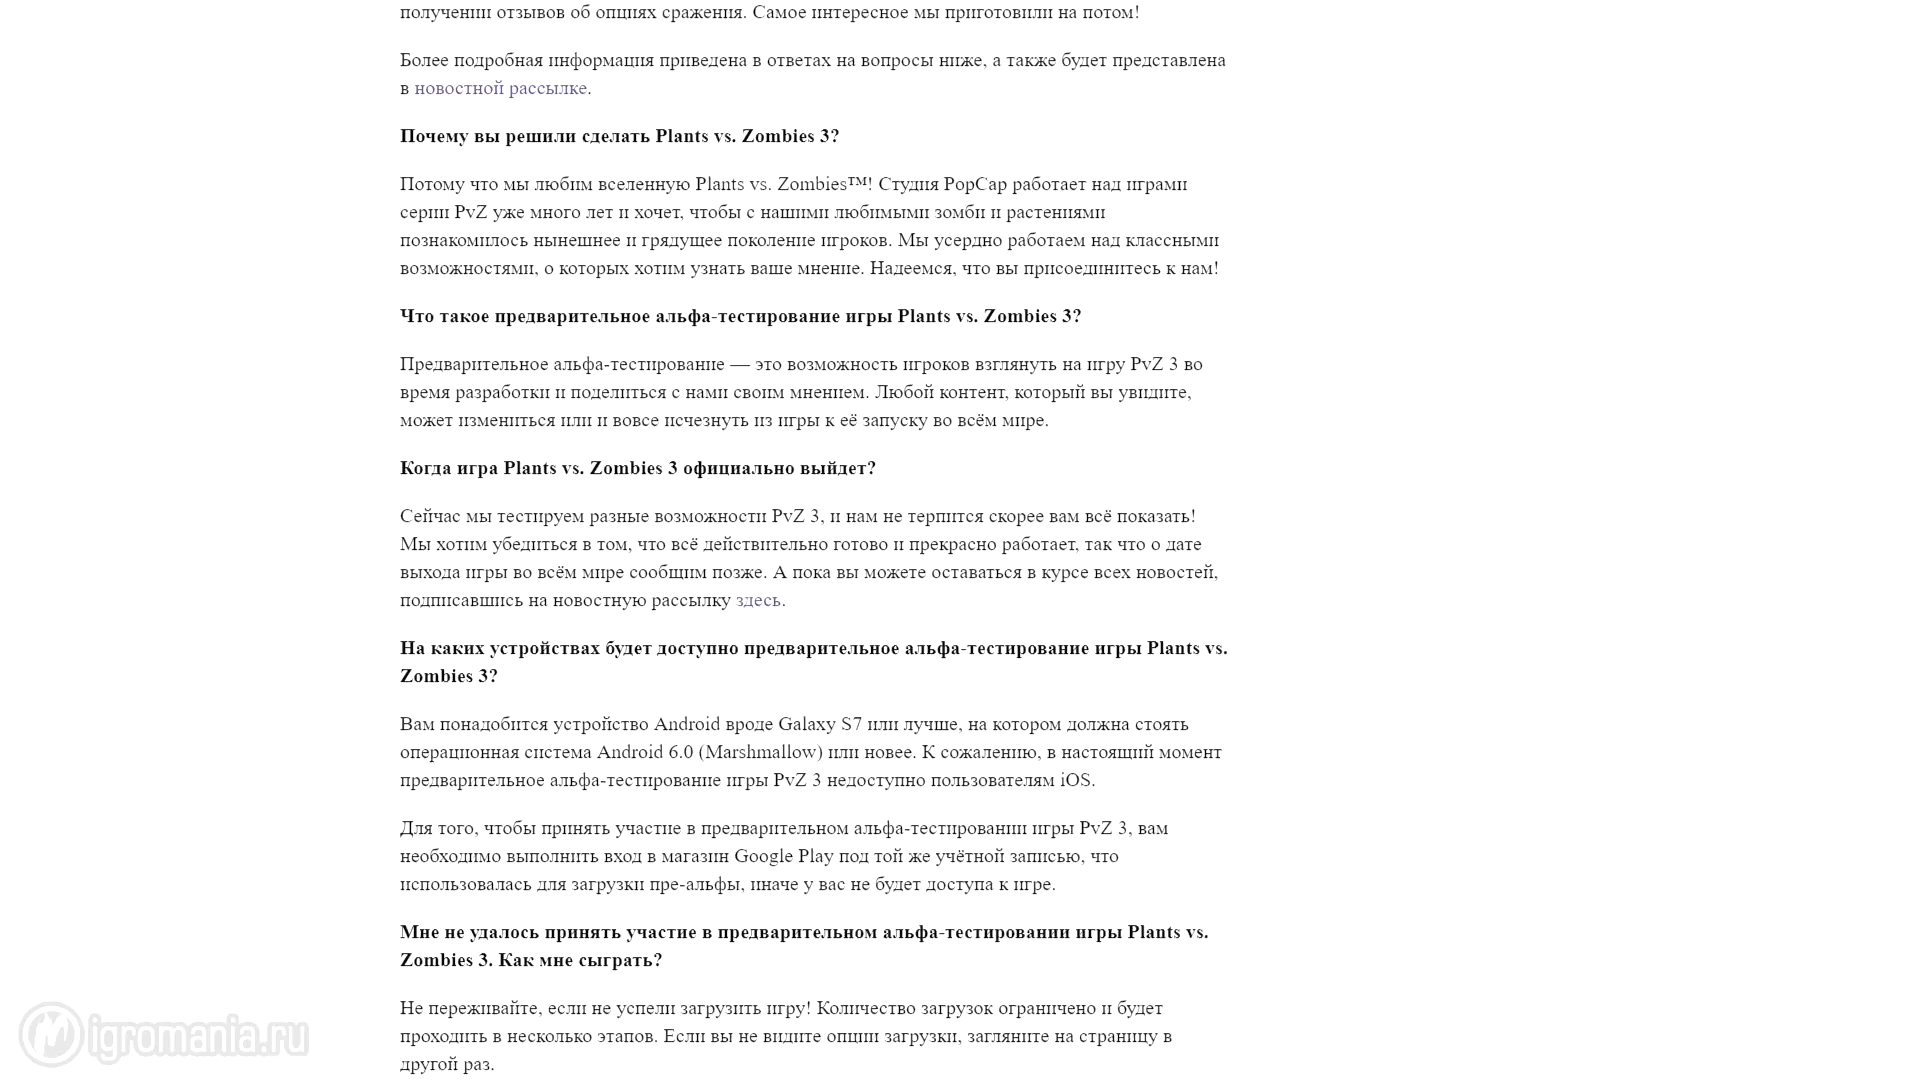 получении отзывов об опциях сражения. Самое интересное мы приготовили на потом!
Более подробная информация приведена в ответах на вопросы ниже, а также будет представлена
в новостной рассылке.
Почему вы решили сделать Plants vs. Zombies 3?
Потому что мы любим вселенную Plants vs. Zombies™! Студия PopCap работает над играми
серии PvZ уже много лет и хочет, чтобы с нашими любимыми зомби и растениями
познакомилось нынешнее и грядущее поколение игроков. Мы усердно работаем над классными
возможностями, о которых хотим узнать ваше мнение. Надеемся, что вы присоединитесь к нам!
Что такое предварительное альфа-тестирование игры Plants vs. Zombies 3?
Предварительное альфа-тестирование — это возможность игроков взглянуть на игру PvZ 3 во
время разработки и поделиться с нами своим мнением. Любой контент, который вы увидите,
может измениться или и вовсе исчезнуть из игры к её запуску во всём мире.
Когда игра Plants vs. Zombies 3 официально выйдет?
Сейчас мы тестируем разные возможности PvZ 3, и нам не терпится скорее вам всё показать!
Мы хотим убедиться в том, что всё действительно готово и прекрасно работает, так что о дате
выхода игры во всём мире сообщим позже. А пока вы можете оставаться в курсе всех новостей,
подписавшись на новостную рассылку здесь.
На каких устройствах будет доступно предварительное альфа-тестирование игры Plants vs.
Zombies 3?
Вам понадобится устройство Android вроде Galaxy S7 или лучше, на котором должна стоять
операционная система Android 6.0 (Marshmallow) или новее. К сожалению, в настоящий момент
предварительное альфа-тестирование игры PvZ 3 недоступно пользователям iOS.
Для того, чтобы принять участие в предварительном альфа-тестировании игры PvZ 3, вам
необходимо выполнить вход в магазин Google Play под той же учётной записью, что
использовалась для загрузки пре-альфы, иначе у вас не будет доступа к игре.
Мне не удалось принять участие в предварительном альфа-тестировании игры Plants vs.
Zombies 3. Как мне сыграть?
Не переживайте, если не успели загрузить игру! Количество загрузок ограничено и будет
проходить в несколько этапов. Если вы не видите опции загрузки, загляните на страницу в
другой раз.
igromania.ru